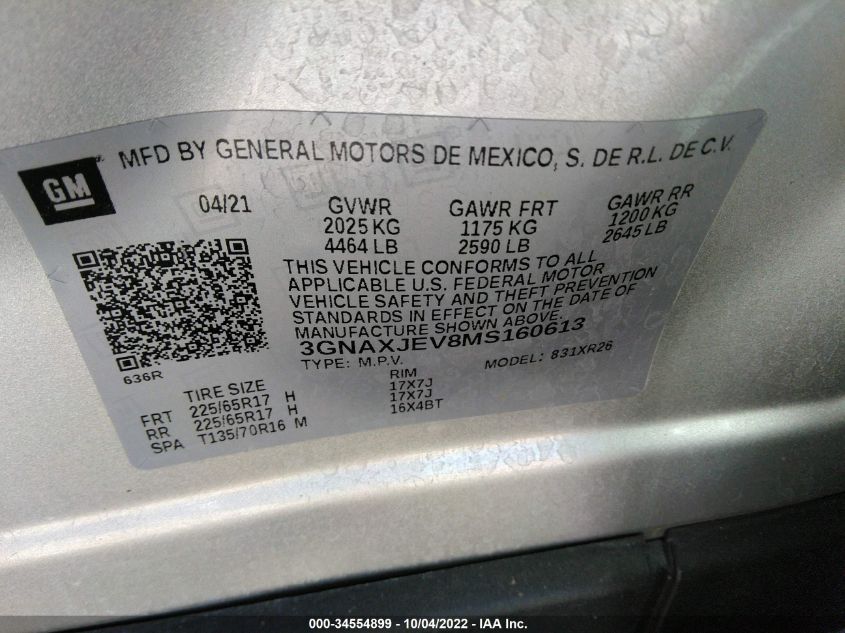 GM
MFD BY GENERAL MOTORS DE MEXICO, S. DE R.L. DE C.V.
04/21 GVWR GAWR FRT GAWR RR
2025 KG 1175 KG 1200 KG
4464 LB 2590 LB 2645 LB
THIS VEHICLE CONFORMS TO ALL
APPLICABLE U.S. FEDERAL MOTOR
VEHICLE SAFETY AND THEFT PREVENTION
STANDARDS IN EFFECT ON THE DATE OF
MANUFACTURE SHOWN ABOVE.
3GNAXJEV8MS160613
TYPE: M.P.V. MODEL: 831XR26
636R
TIRE SIZE RIM
FRT 225/65R17 H 17X7J
RR 225/65R17 H 17X7J
SPA T135/70R16 M 16X4BT
000-34554899 - 10/04/2022 - IAA Inc.